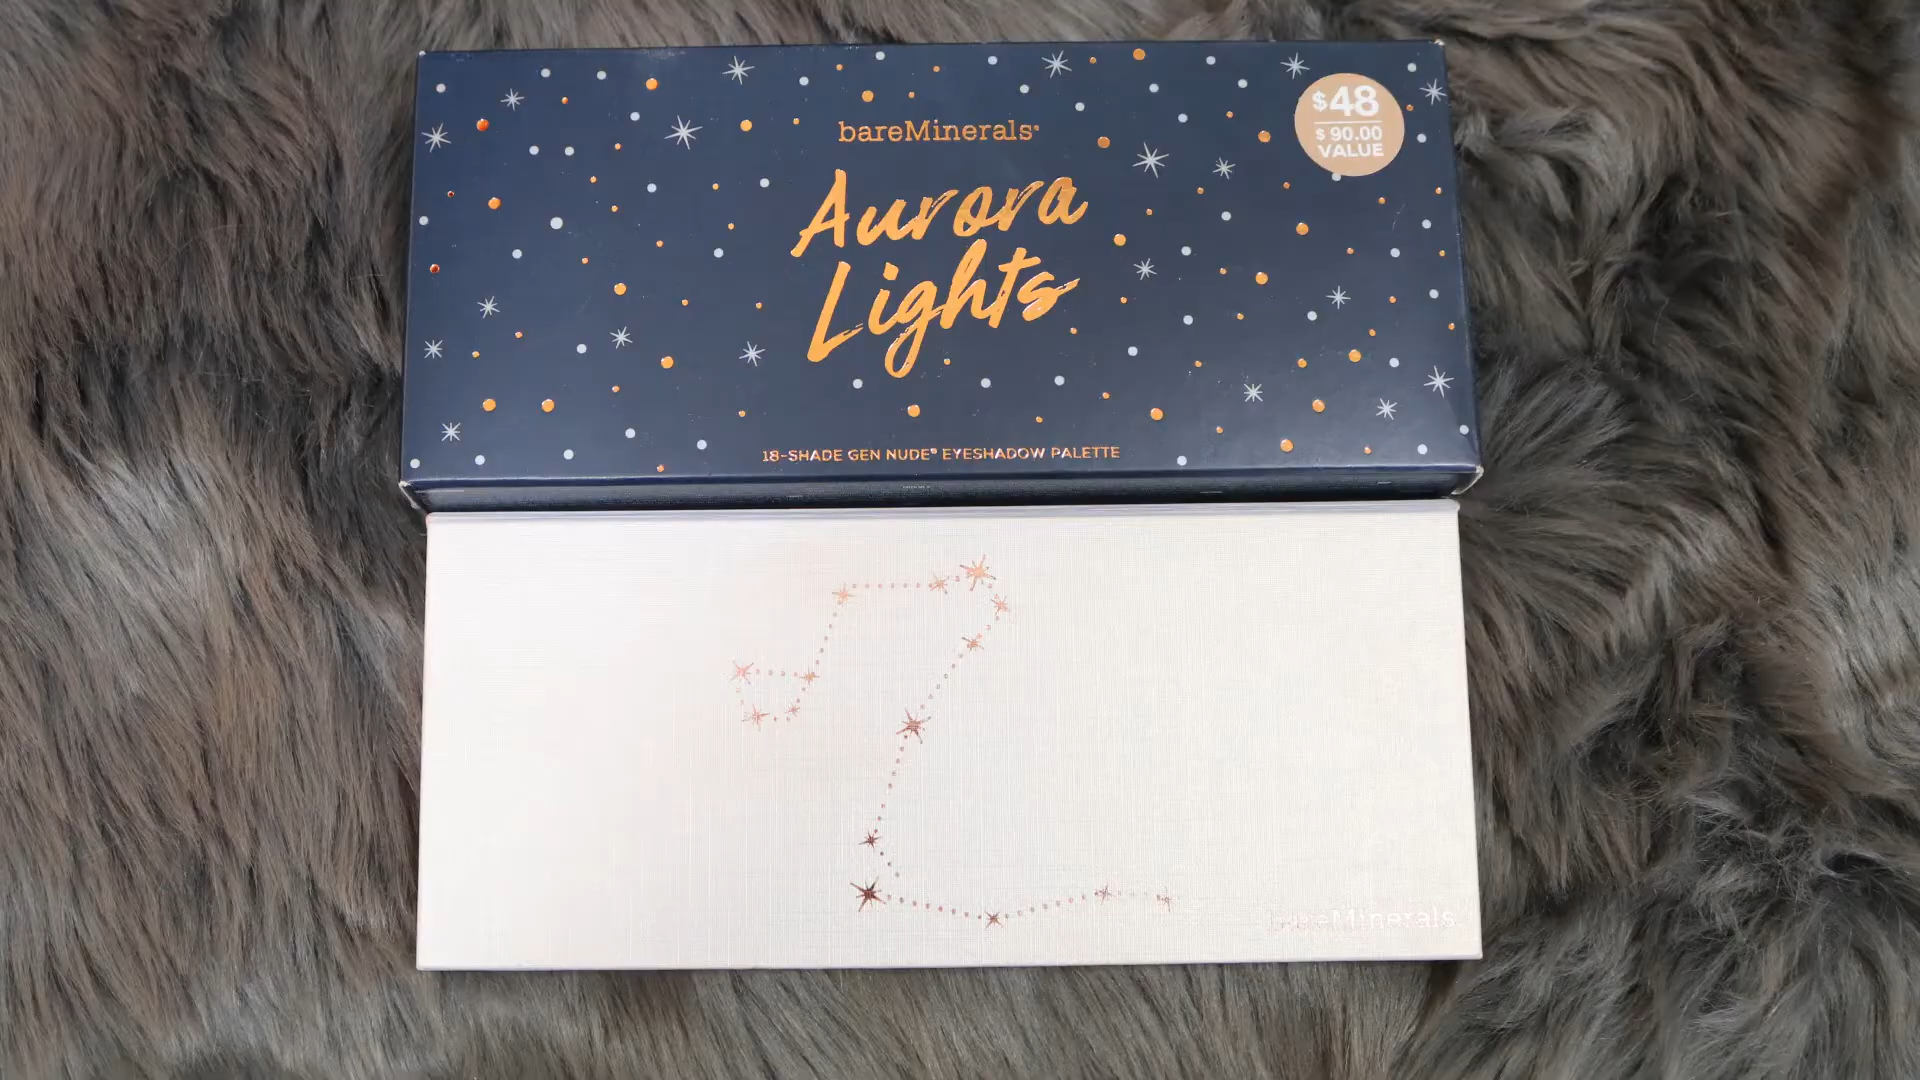 bareMinerals®
$48
$90.00
VALUE
Aurora
Lights
18-SHADE GEN NUDE® EYESHADOW PALETTE
bareMinerals